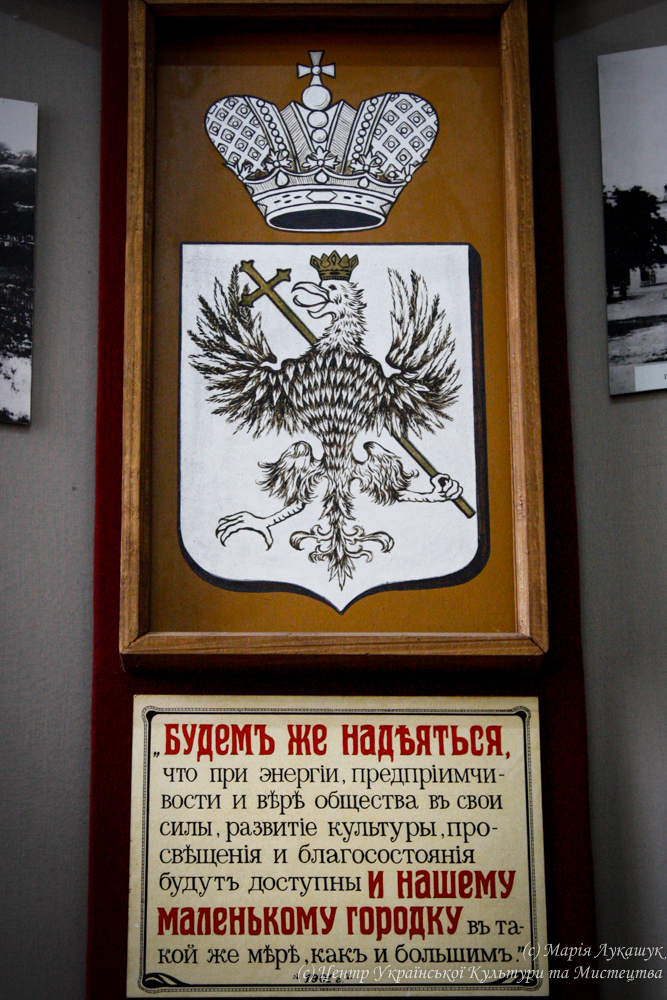 „Будемъ же надѣяться,
что при энергіи, предпріимчи-
вости и вѣрѣ общества въ свои
силы, развитіе культуры, про-
свѣщенія и благосостоянія
будутъ доступны и нашему
маленькому городку въ та-
кой же мѣрѣ, какъ и большимъ."
(c) Марія Лукашук
(c) Центр Української Культури та Мистецтва